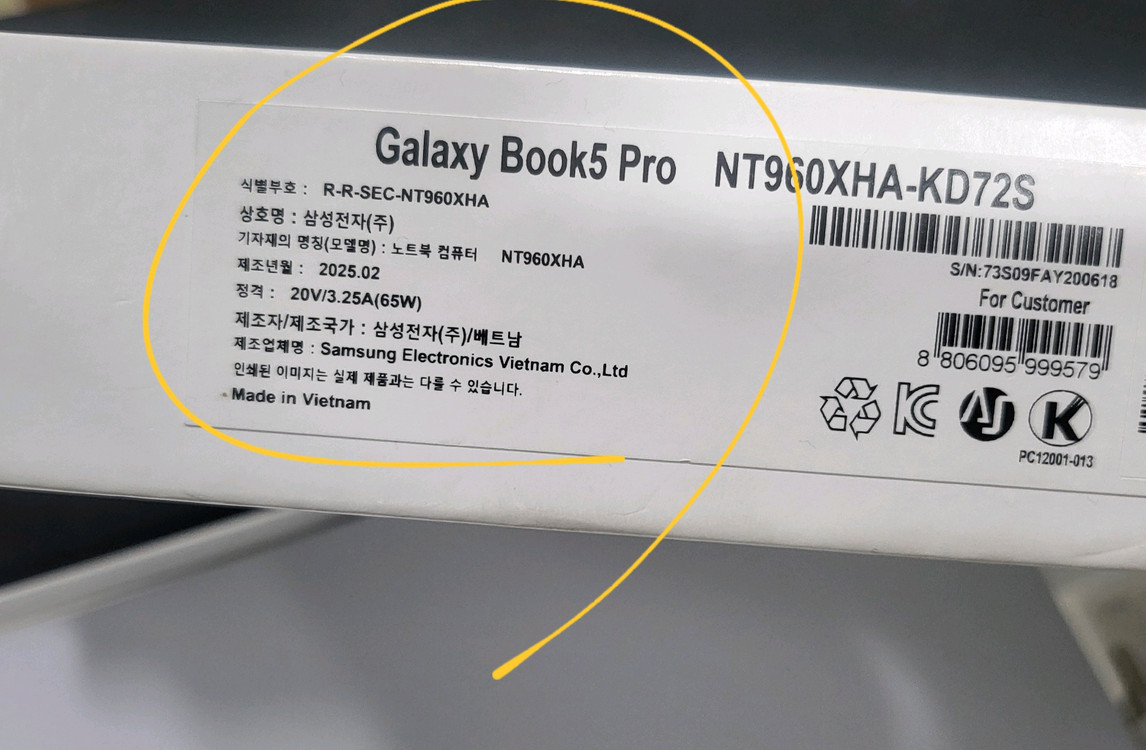 Galaxy Book5 Pro NT960XHA-KD72S
식별부호 : R-R-SEC-NT960XHA
상호명 : 삼성전자(주)
기자재의 명칭(모델명) : 노트북 컴퓨터 NT960XHA
제조년월 : 2025.02
정격 : 20V/3.25A(65W)
제조자/제조국가 : 삼성전자(주)/베트남
제조업체명 : Samsung Electronics Vietnam Co.,Ltd
인쇄된 이미지는 실제 제품과는 다를 수 있습니다.
Made in Vietnam
S/N:73S09FAY200618
For Customer
8 806095 999579
PC12001-013